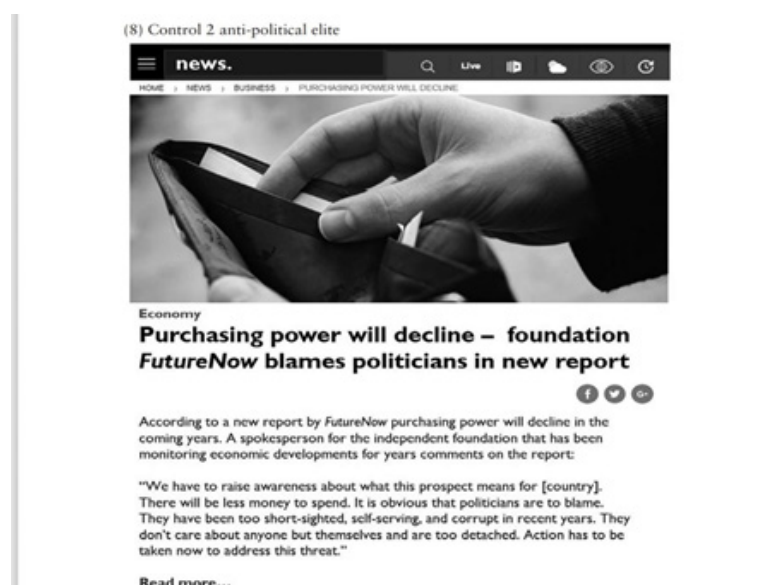 (8) Control 2 anti-political elite
news.
Live
HOME › NEWS › BUSINESS › PURCHASING POWER WILL DECLINE
Economy
Purchasing power will decline – foundation
FutureNow blames politicians in new report
f
G+
According to a new report by FutureNow purchasing power will decline in the
coming years. A spokesperson for the independent foundation that has been
monitoring economic developments for years comments on the report:
"We have to raise awareness about what this prospect means for [country].
There will be less money to spend. It is obvious that politicians are to blame.
They have been too short-sighted, self-serving, and corrupt in recent years. They
don't care about anyone but themselves and are too detached. Action has to be
taken now to address this threat."
Read more...